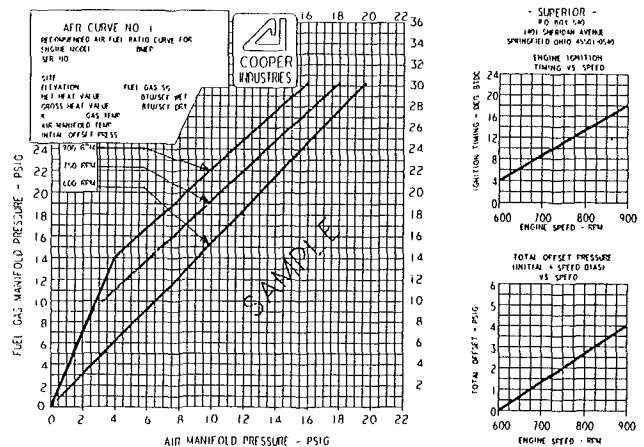 AFR CURVE NO 1
RECOMMENDED AIR FUEL RATIO CURVE FOR
ENGINE MODEL BMEP
SER NO
SITE
ELEVATION FUEL GAS SG
NET HEAT VALUE BTU/SCF WET
GROSS HEAT VALUE BTU/SCF DRY
K GAS TEMP
AIR MANIFOLD TEMP
INITIAL OFFSET PRESS
900 RPM
750 RPM
600 RPM
COOPER
INDUSTRIES
SAMPLE
10 12 14 16 18 20 22
36
34
32
30
28
26
24
22
20
18
16
14
12
10
8
6
4
2
24
22
20
18
16
14
12
10
8
6
4
2
0
FUEL GAS MANIFOLD PRESSURE - PSIG
0 2 4 6 8 10 12 14 16 18 20 22
AIR MANIFOLD PRESSURE - PSIG
- SUPERIOR -
P.O. BOX 540
1401 SHERIDAN AVENUE
SPRINGFIELD OHIO 45501-0540
ENGINE IGNITION
TIMING VS SPEED
IGNITION TIMING - DEG BTDC
24
20
16
12
8
4
0
600 700 800 900
ENGINE SPEED - RPM
TOTAL OFFSET PRESSURE
(INITIAL + SPEED BIAS)
VS SPEED
TOTAL OFFSET - PSIG
6
5
4
3
2
1
0
600 700 800 900
ENGINE SPEED - RPM